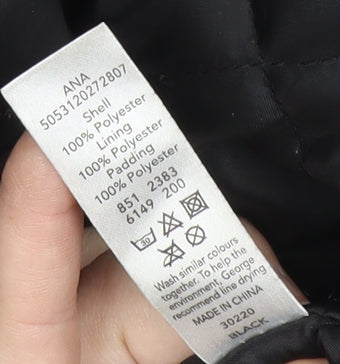 ANA
5053120272807
Shell
100% Polyester
Lining
100% Polyester
Padding
100% Polyester
851 2383
6149 200
30
Wash similar colours
together. To help the
environment, George
recommend line drying
MADE IN CHINA
30220
BLACK